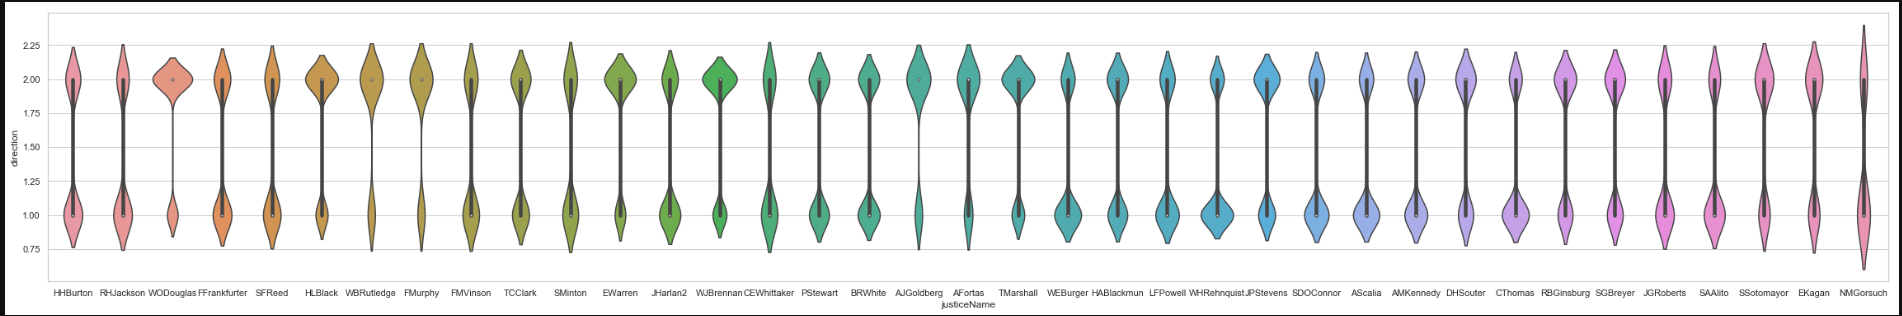 2.25
2.00
1.75
1.50
1.25
1.00
0.75
direction
HHBurton RHJackson WODouglas FFrankfurter SFReed HLBlack WBRutledge FMurphy FMVinson TCClark SMinton EWarren JHarlan2 WJBrennan CEWhittaker PStewart BRWhite AJGoldberg AFortas TMarshall WEBurger HABlackmun LFPowell WHRehnquist JPStevens SDOConnor AScalia AMKennedy DHSouter CThomas RBGinsburg SGBreyer JGRoberts SAAlito SSotomayor EKagan NMGorsuch
justiceName